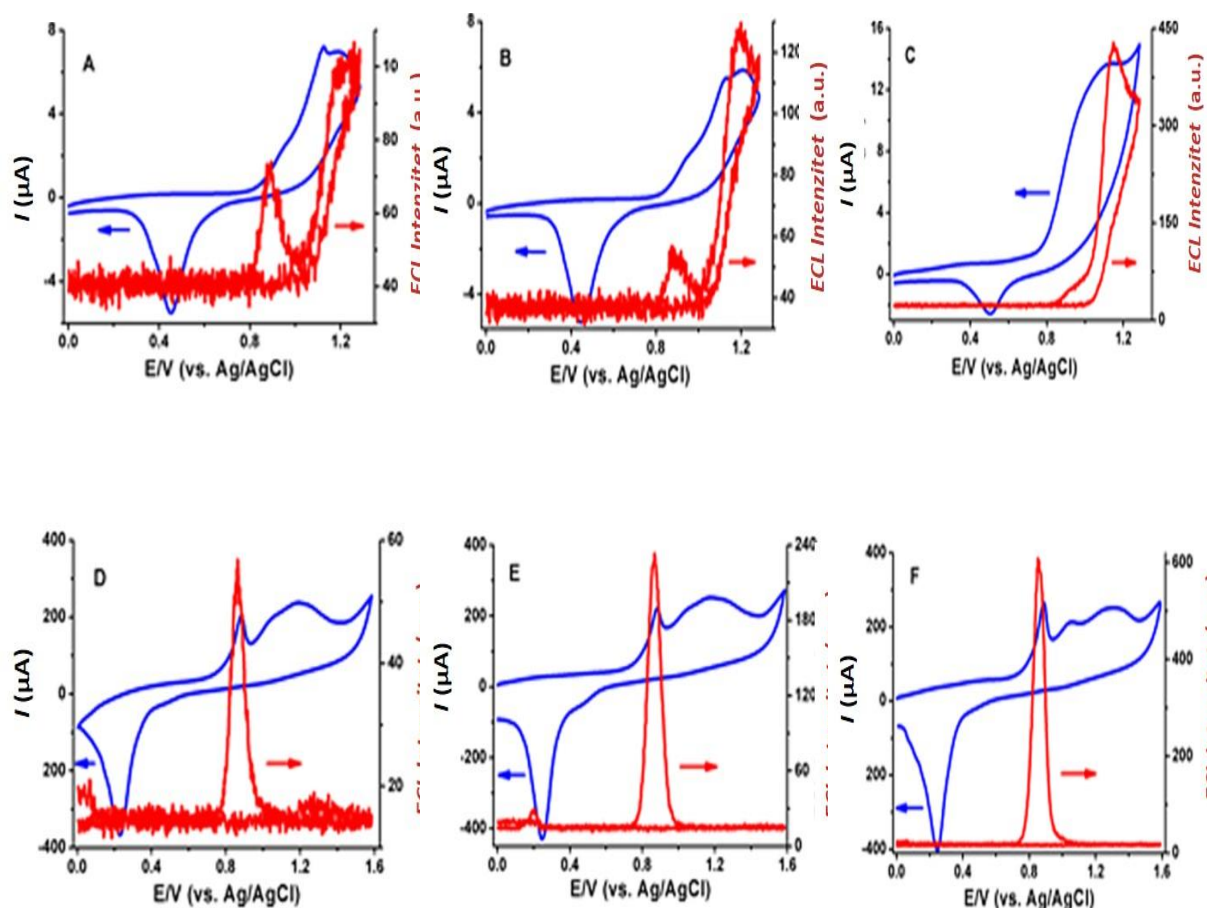 A
8
4
0
-4
I (µA)
10
80
60
40
ECL Intenzitet (a.u.)
0.0 0.4 0.8 1.2
E/V (vs. Ag/AgCl)
B
8
4
0
-4
I (µA)
120
100
80
60
40
ECL Intenzitet (a.u.)
0.0 0.4 0.8 1.2
E/V (vs. Ag/AgCl)
C
16
12
8
4
0
I (µA)
450
300
150
0
ECL Intenzitet (a.u.)
0.0 0.4 0.8 1.2
E/V (vs. Ag/AgCl)
D
400
200
0
200
-400
I (µA)
60
40
20
0.0 0.4 0.8 1.2 1.6
E/V (vs. Ag/AgCl)
E
400
200
0
-200
-400
I (µA)
240
180
120
60
0
0.0 0.4 0.8 1.2 1.6
E/V (vs. Ag/AgCl)
F
400
200
0
200
-400
I (µA)
600
400
200
0
0.0 0.4 0.8 1.2 1.6
E/V (vs. Ag/AgCl)